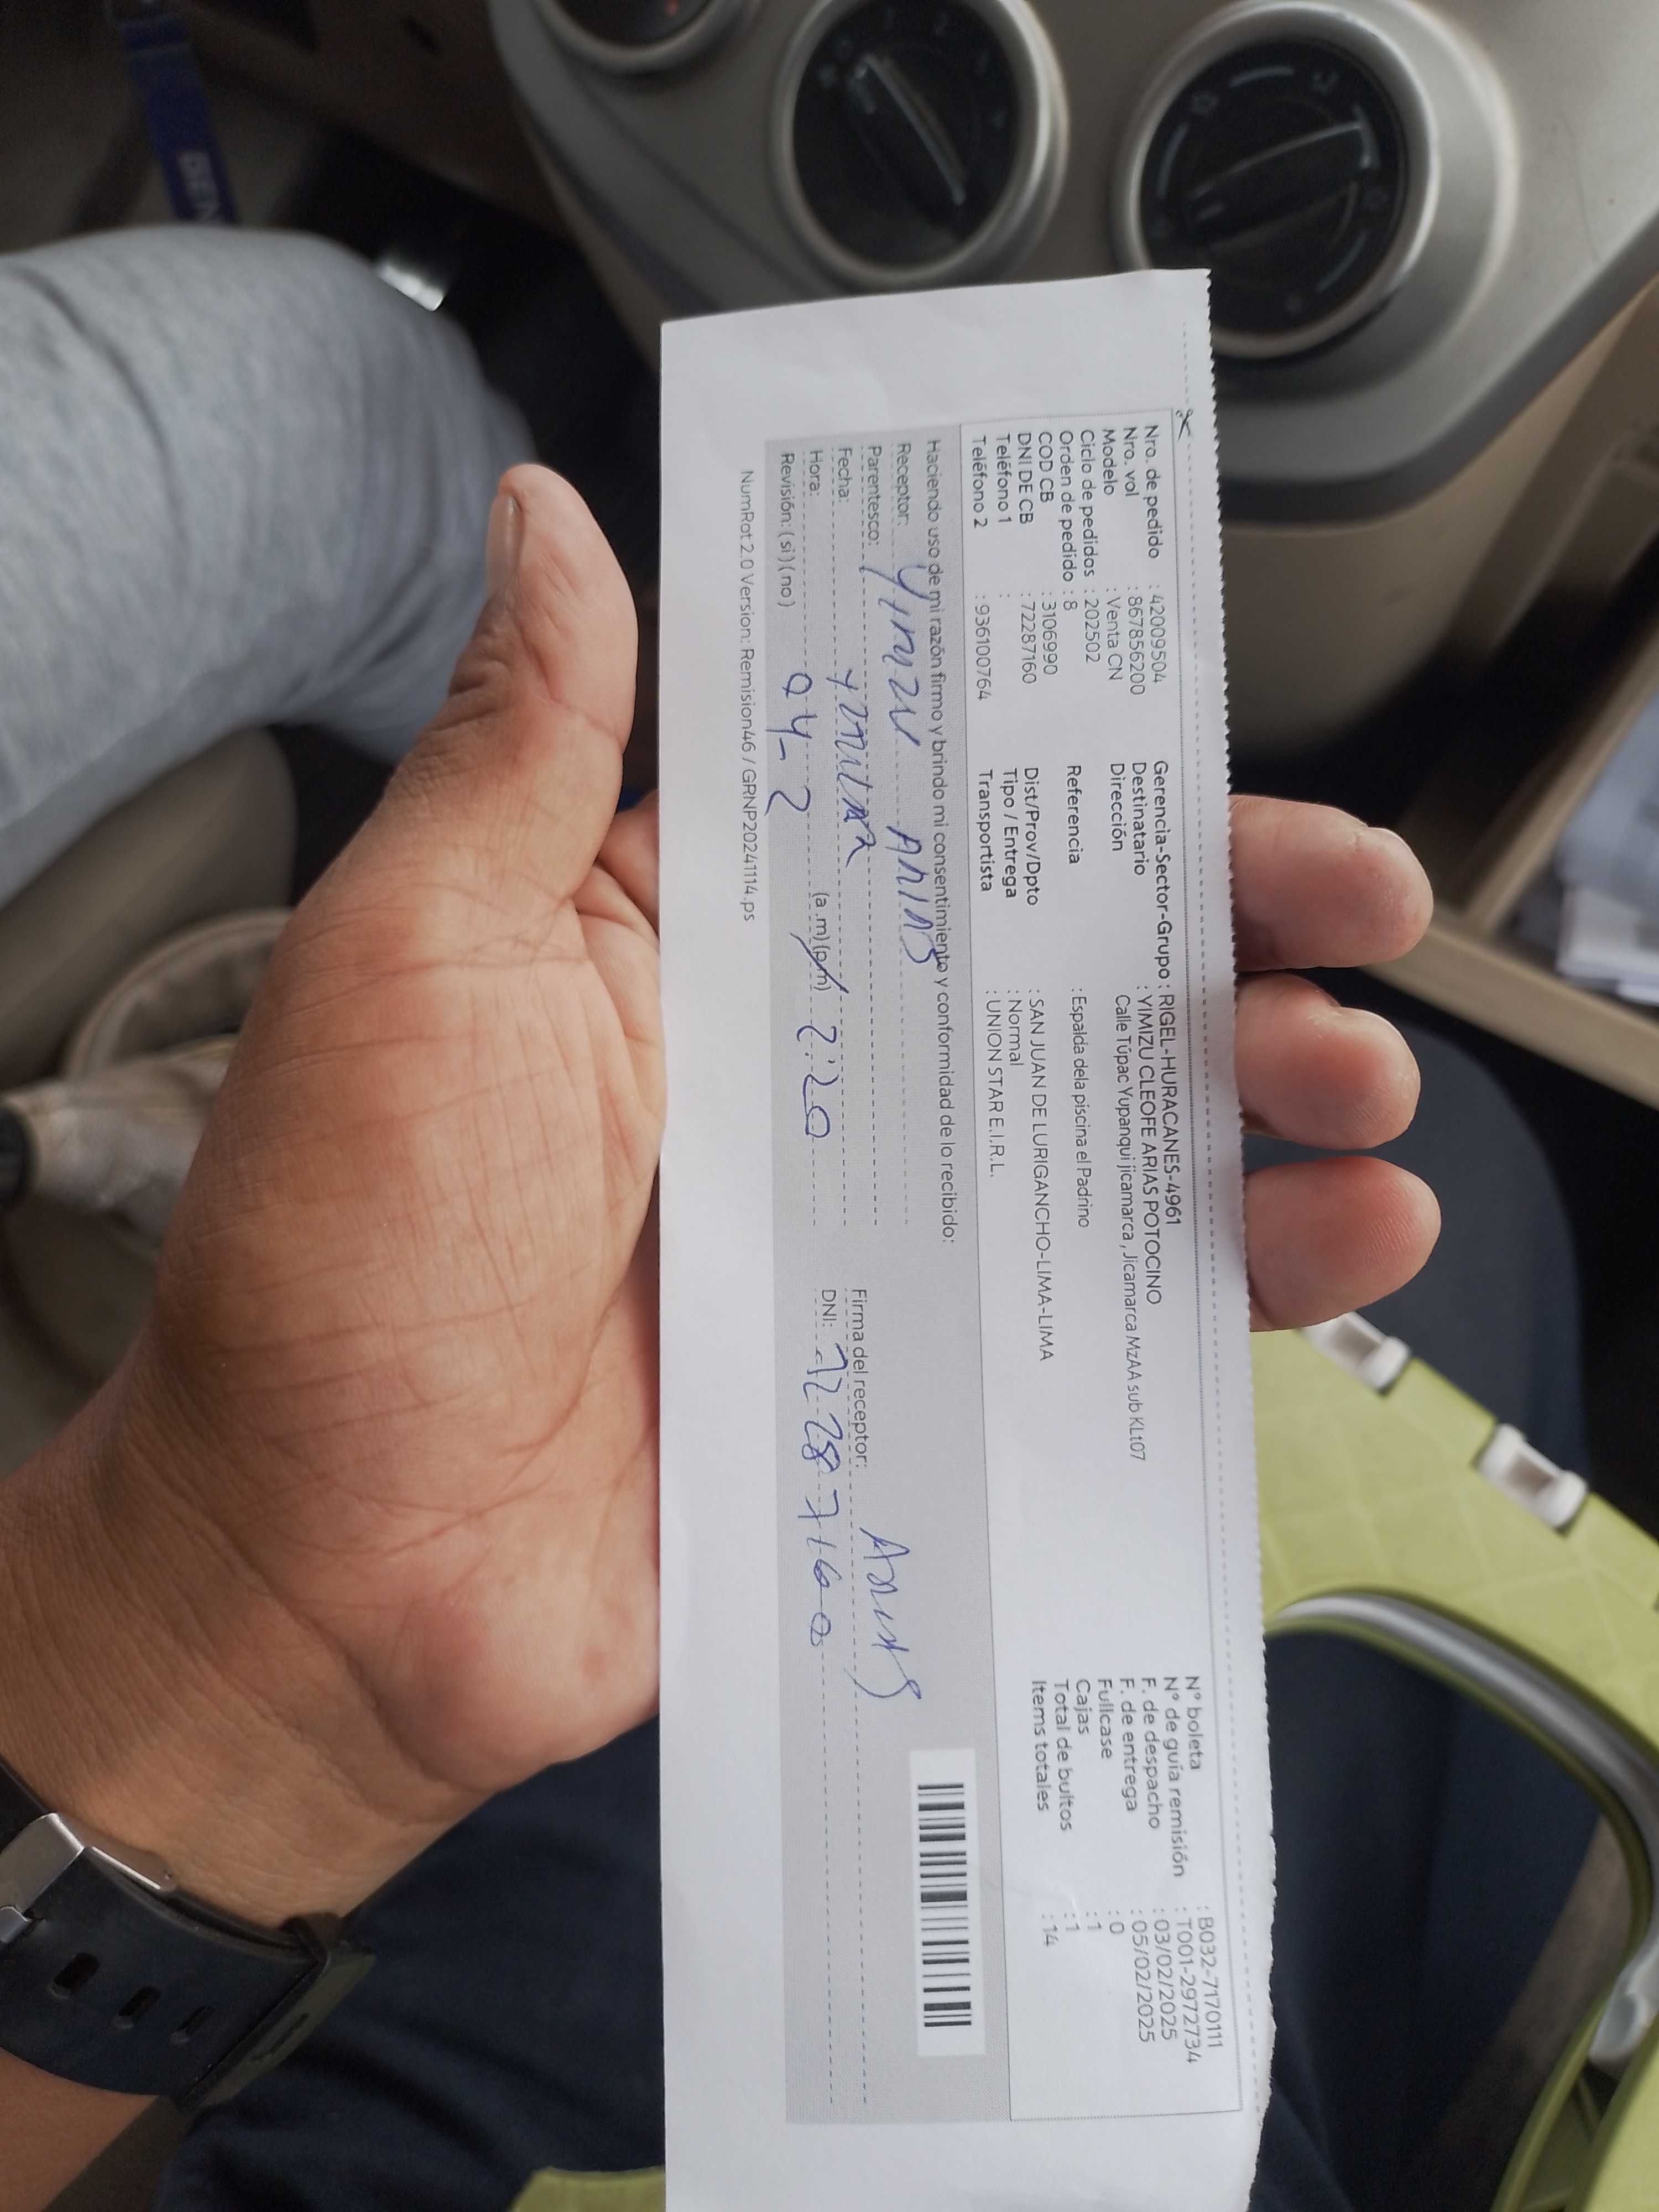 Nro. de pedido : 42009504
Nro. vol : 867856200
Modelo : Venta CN
Ciclo de pedidos : 202502
Orden de pedido : 8
COD CB : 3106990
DNI DE CB : 72287160
Teléfono 1 :
Teléfono 2 : 936100764
Gerencia-Sector-Grupo : RIGEL-HURACANES-4961
Destinatario : YIMIZU CLEOFE ARIAS POTOCINO
Dirección Calle Túpac Yupanqui jicamarca , Jicamarca MzAA sub KLt07
Referencia : Espalda dela piscina el Padrino
Dist/Prov/Dpto : SAN JUAN DE LURIGANCHO-LIMA-LIMA
Tipo / Entrega : Normal
Transportista : UNION STAR E.I.R.L.
N° boleta : B032-7170111
N° de guía remisión : T001-2972734
F. de despacho : 03/02/2025
F. de entrega : 05/02/2025
Fullcase : 0
Cajas : 1
Total de bultos : 1
Items totales : 14
Haciendo uso de mi razón firmo y brindo mi consentimiento y conformidad de lo recibido:
Receptor:
Parentesco:
Fecha: 04-2
Hora: (a.m)(pm) 2:20
Revisión: ( si ) ( no )
Firma del receptor:
DNI: 72287160
NumRot 2.0 Version: Remision46 / GRNP20241114.ps
DEN